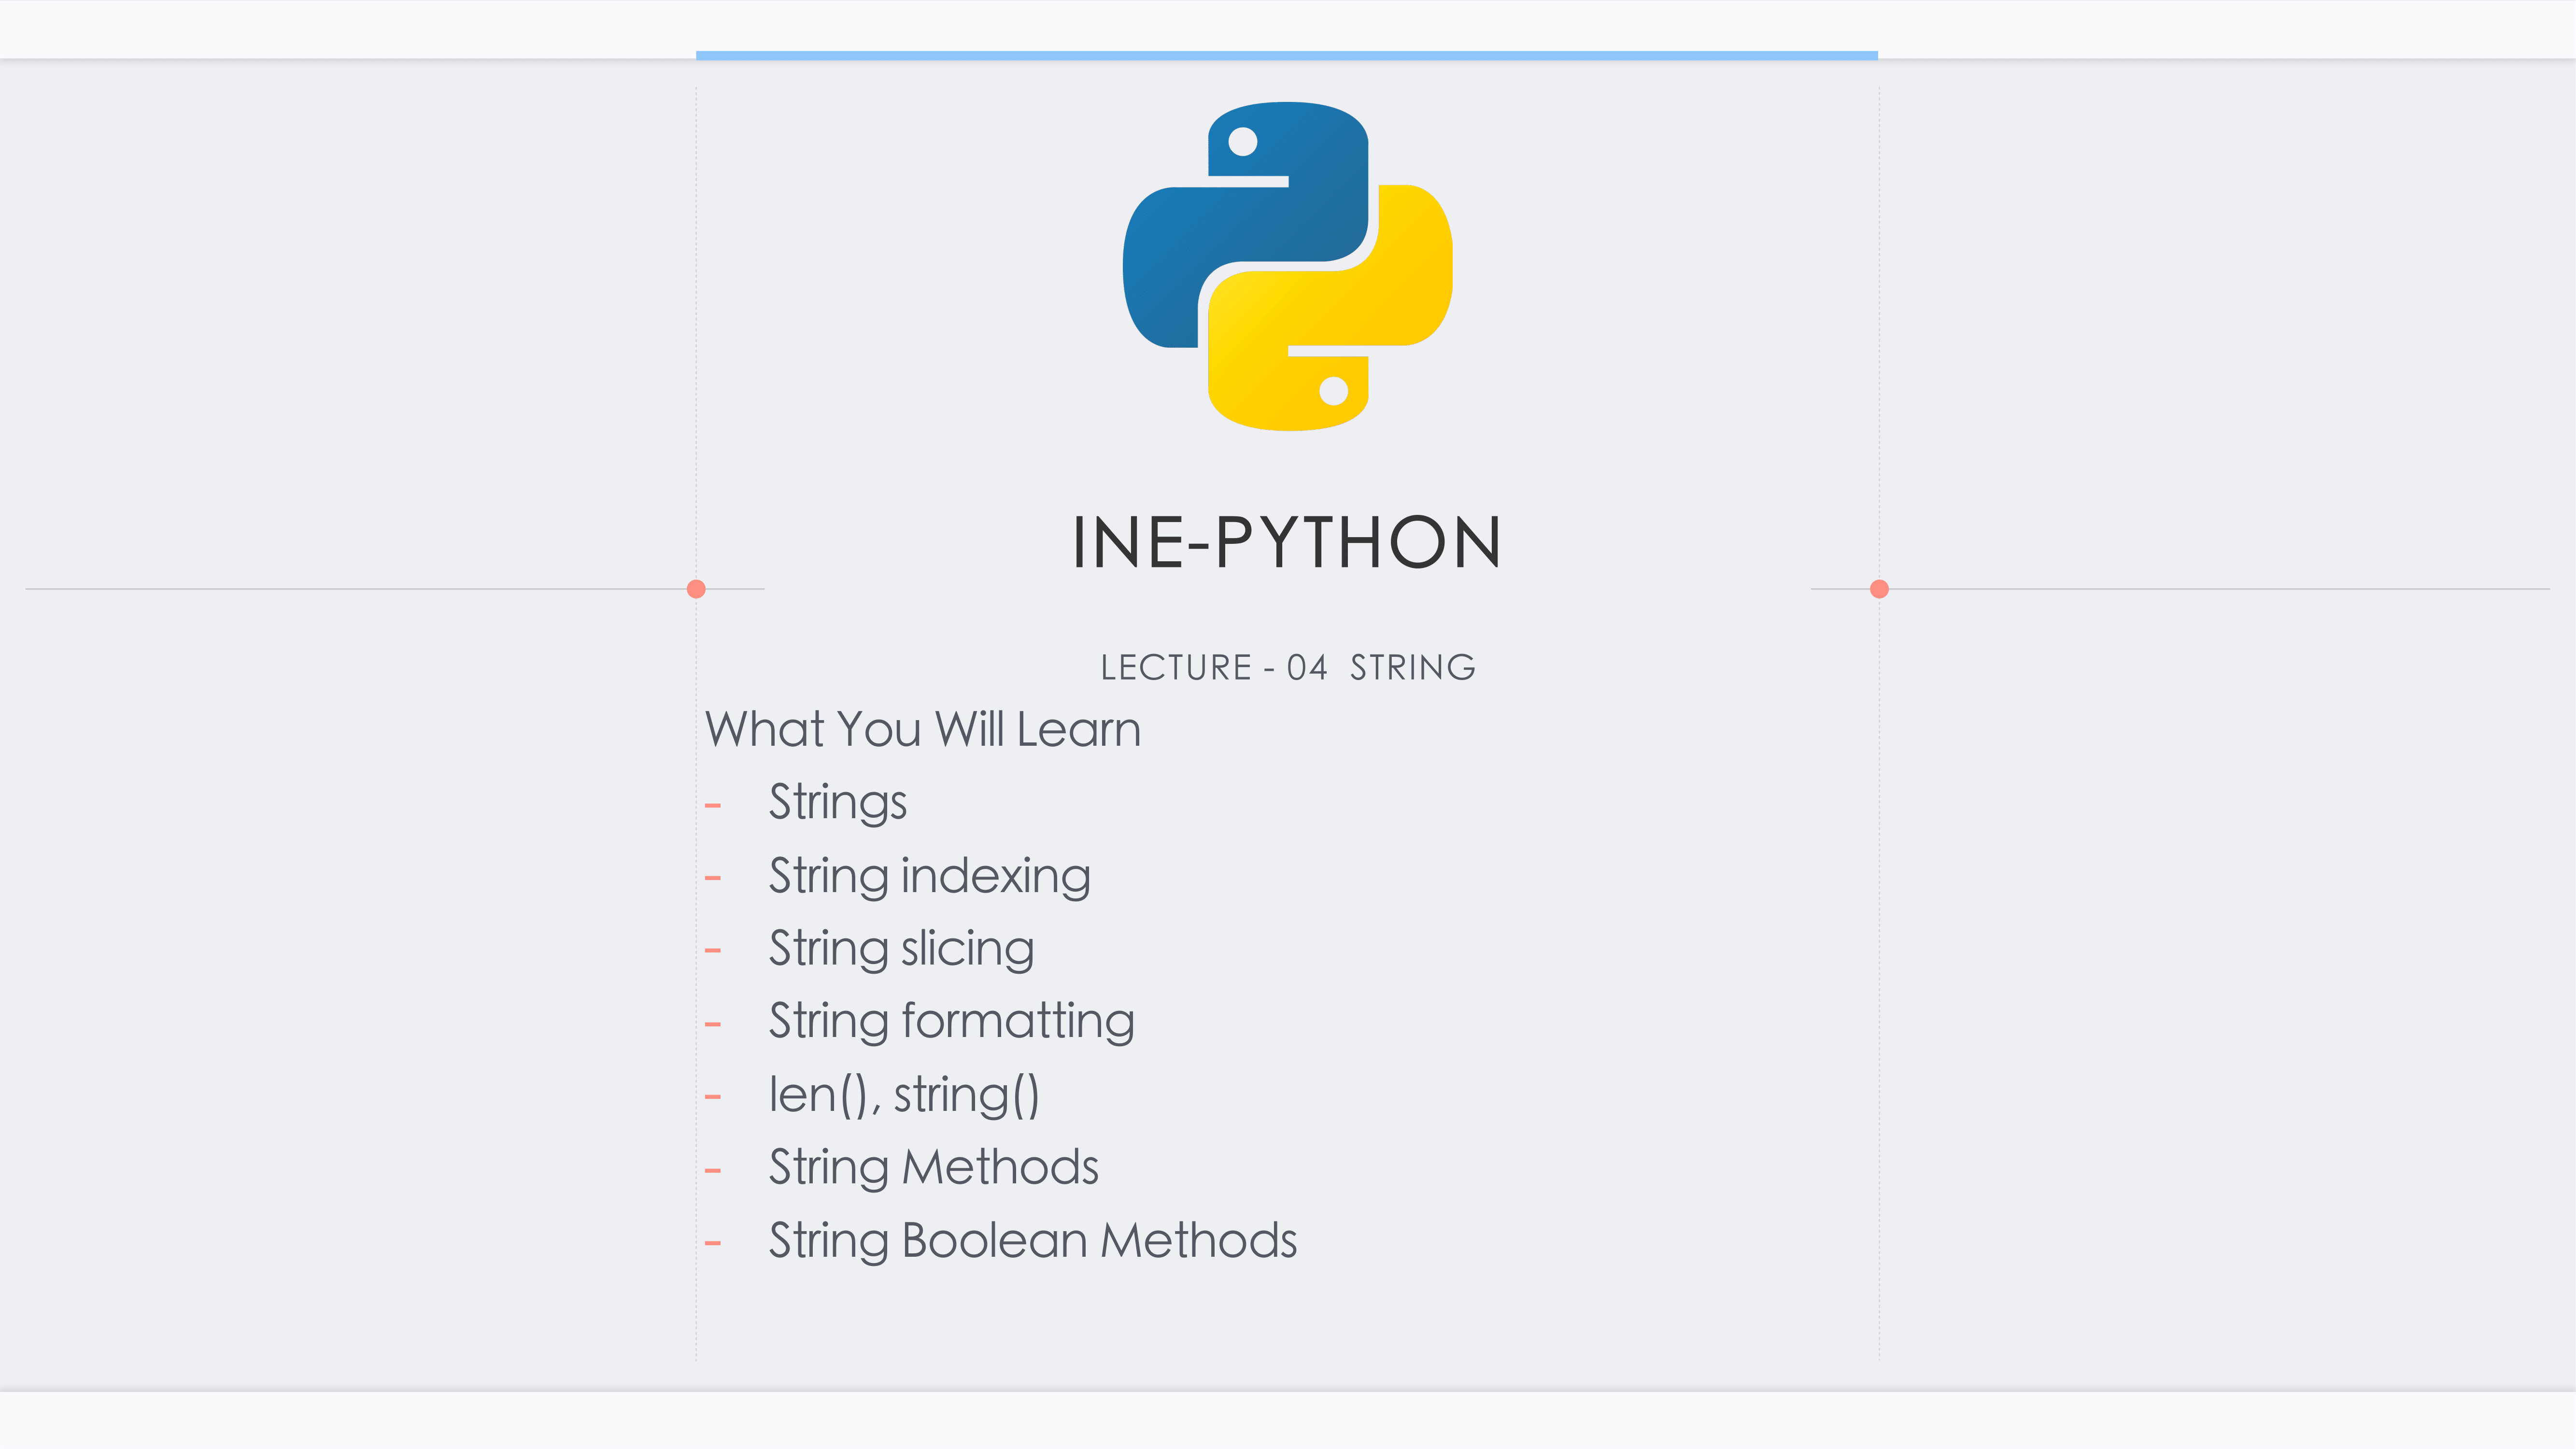 INE-PYTHON
LECTURE - 04 STRING
What You Will Learn
- Strings
- String indexing
- String slicing
- String formatting
- len(), string()
- String Methods
- String Boolean Methods